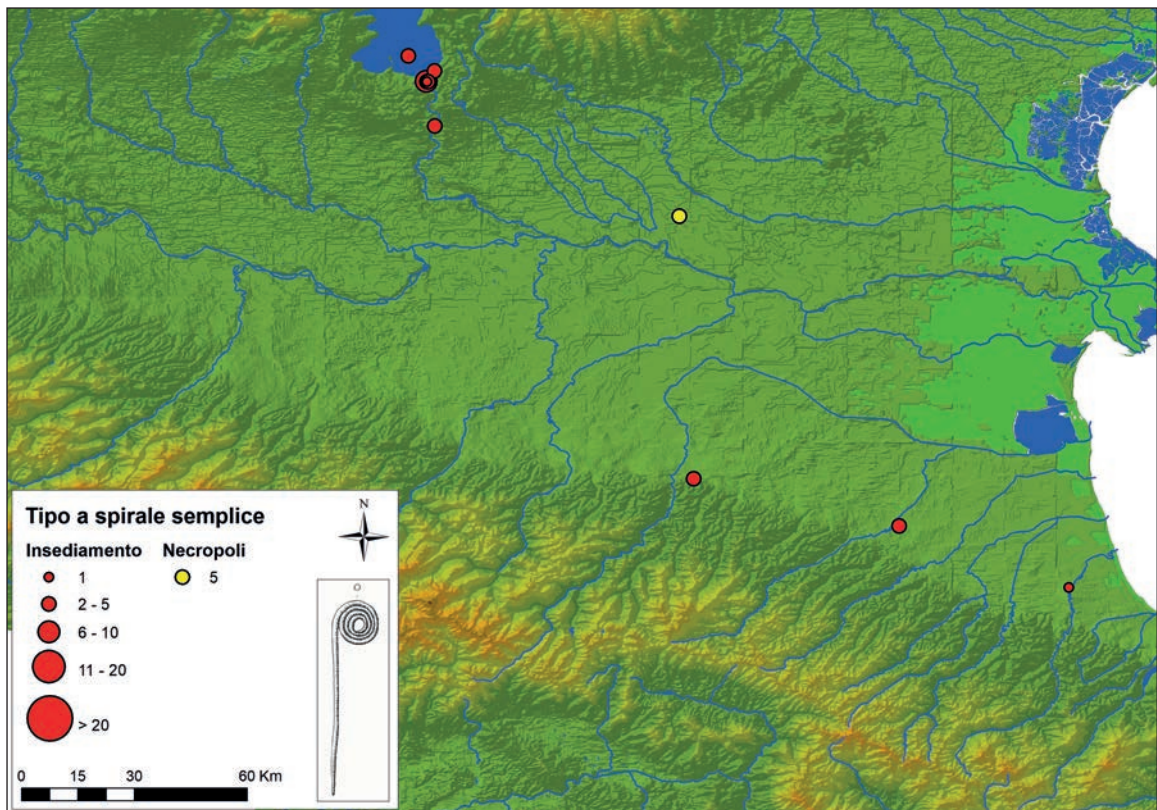 N
Tipo a spirale semplice
Insediamento Necropoli
1 5
2 - 5
6 - 10
11 - 20
> 20
0 15 30 60 Km